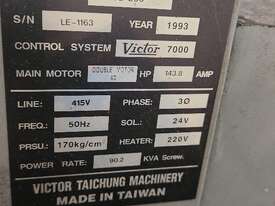 S/N LE-1163 YEAR 1993
CONTROL SYSTEM Victor 7000
MAIN MOTOR DOUBLE MOTOR HP 143.8 AMP
LINE: 415V PHASE: 3Ø
FREQ.: 50Hz SOL.: 24V
PRSU.: 170kg/cm² HEATER: 220V
POWER RATE: 90.2 KVA Screw.
VICTOR TAICHUNG MACHINERY
MADE IN TAIWAN